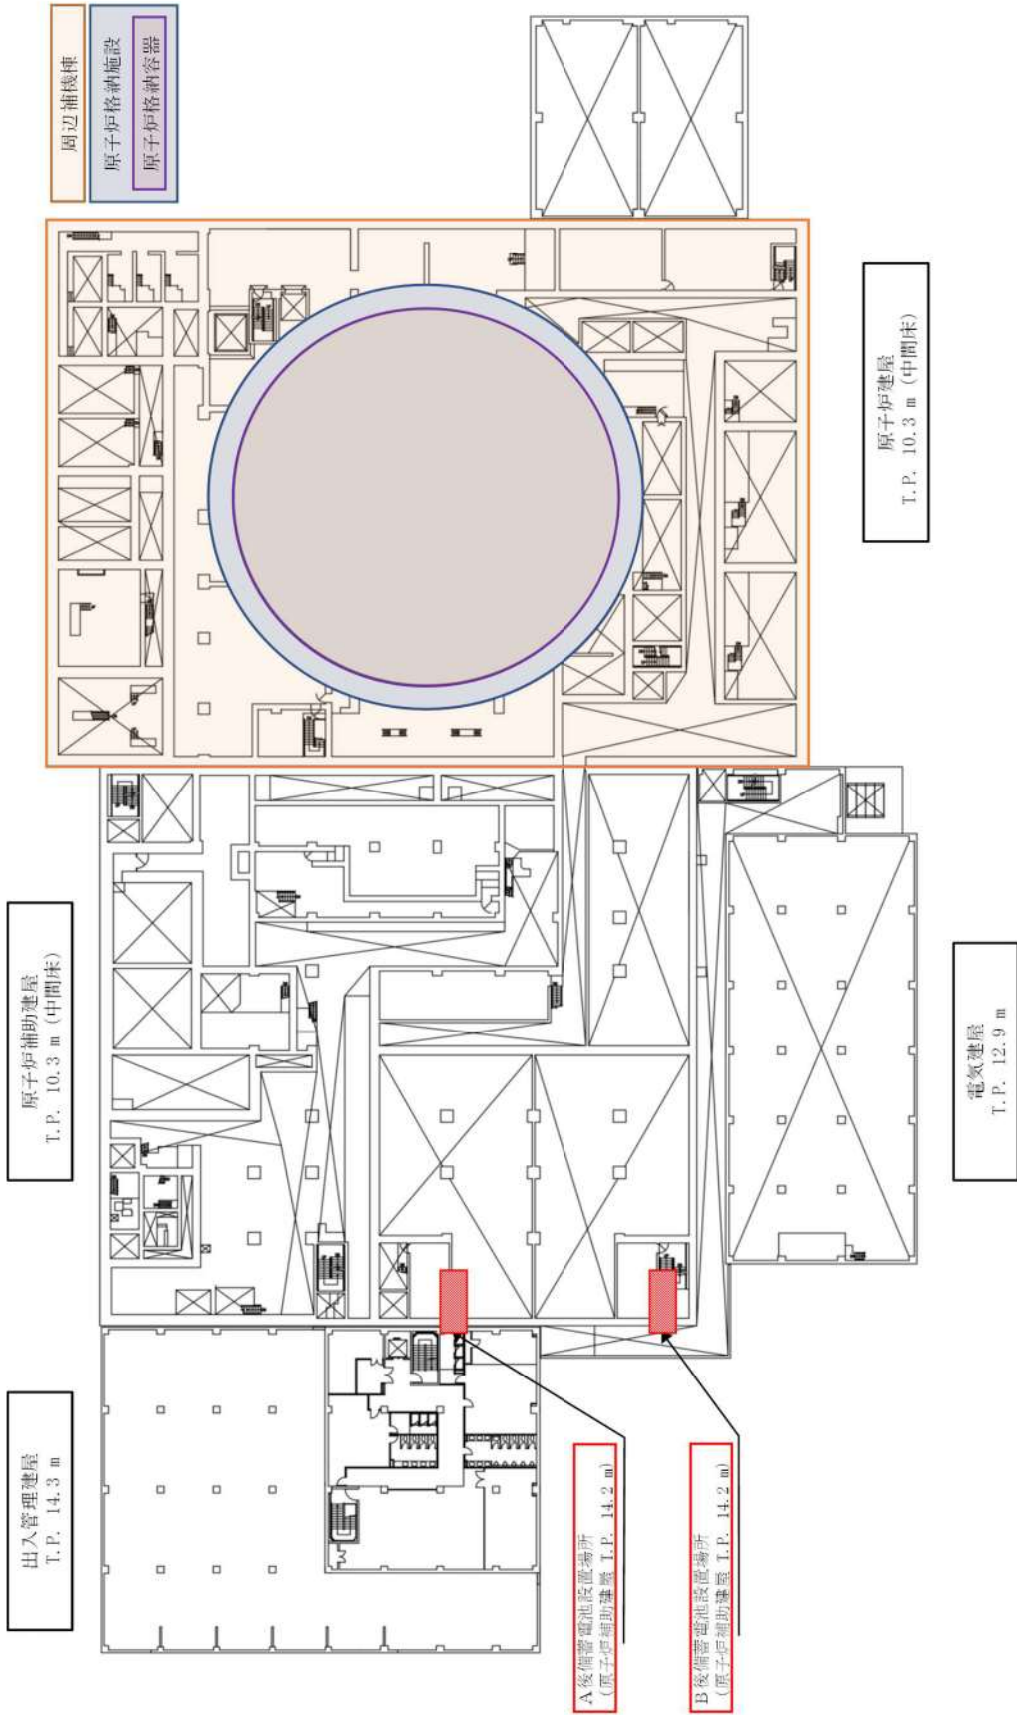 周辺補機棟
原子炉格納施設
原子炉格納容器
原子炉建屋
T.P. 10.3 m (中間床)
原子炉補助建屋
T.P. 10.3 m (中間床)
電気建屋
T.P. 12.9 m
出入管理建屋
T.P. 14.3 m
A後備蓄電池設置場所
(原子炉補助建屋 T.P. 14.2 m)
B後備蓄電池設置場所
(原子炉補助建屋 T.P. 14.2 m)